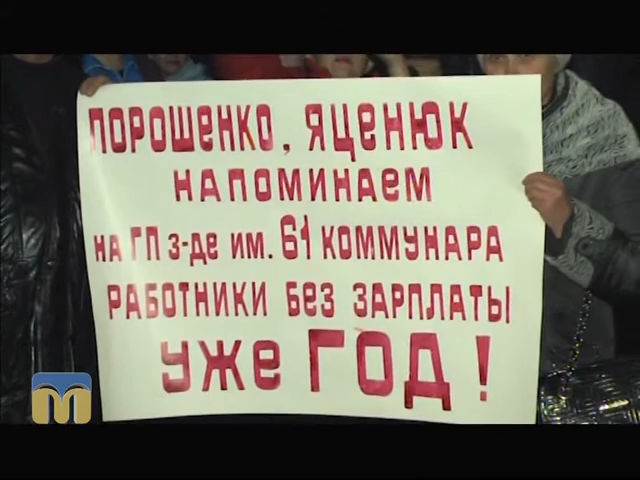 ПОРОШЕНКО, ЯЦЕНЮК
НАПОМИНАЕМ
НА ГП З-ДЕ ИМ. 61 КОММУНАРА
РАБОТНИКИ БЕЗ ЗАРПЛАТЫ
УЖЕ ГОД!
М